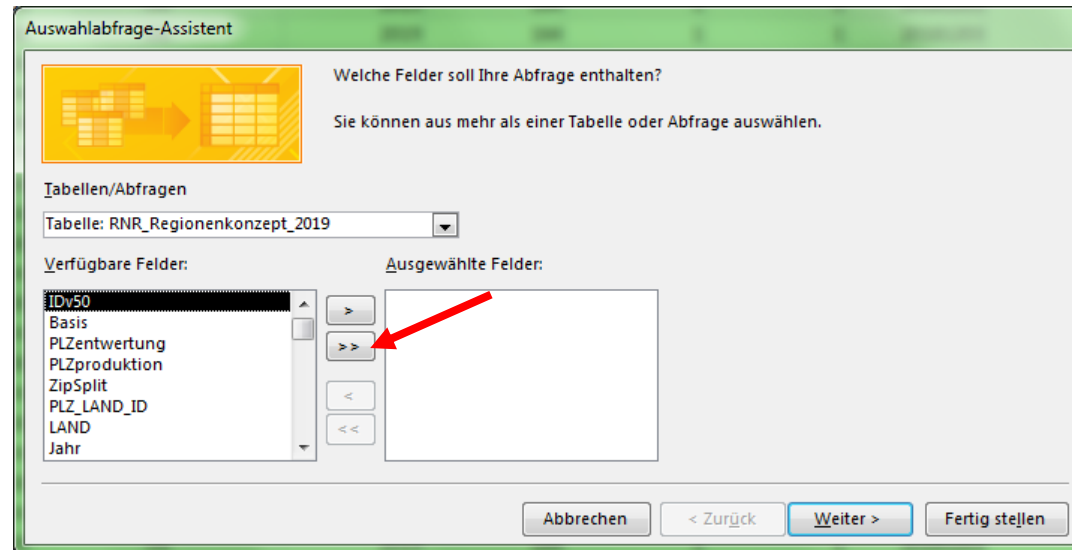 Auswahlabfrage-Assistent
Welche Felder soll Ihre Abfrage enthalten?
Sie können aus mehr als einer Tabelle oder Abfrage auswählen.
Tabellen/Abfragen
Tabelle: RNR_Regionenkonzept_2019
Verfügbare Felder:
Ausgewählte Felder:
IDv50
Basis
PLZentwertung
PLZproduktion
ZipSplit
PLZ_LAND_ID
LAND
Jahr
>
>>
<
<<
Abbrechen
< Zurück
Weiter >
Fertig stellen